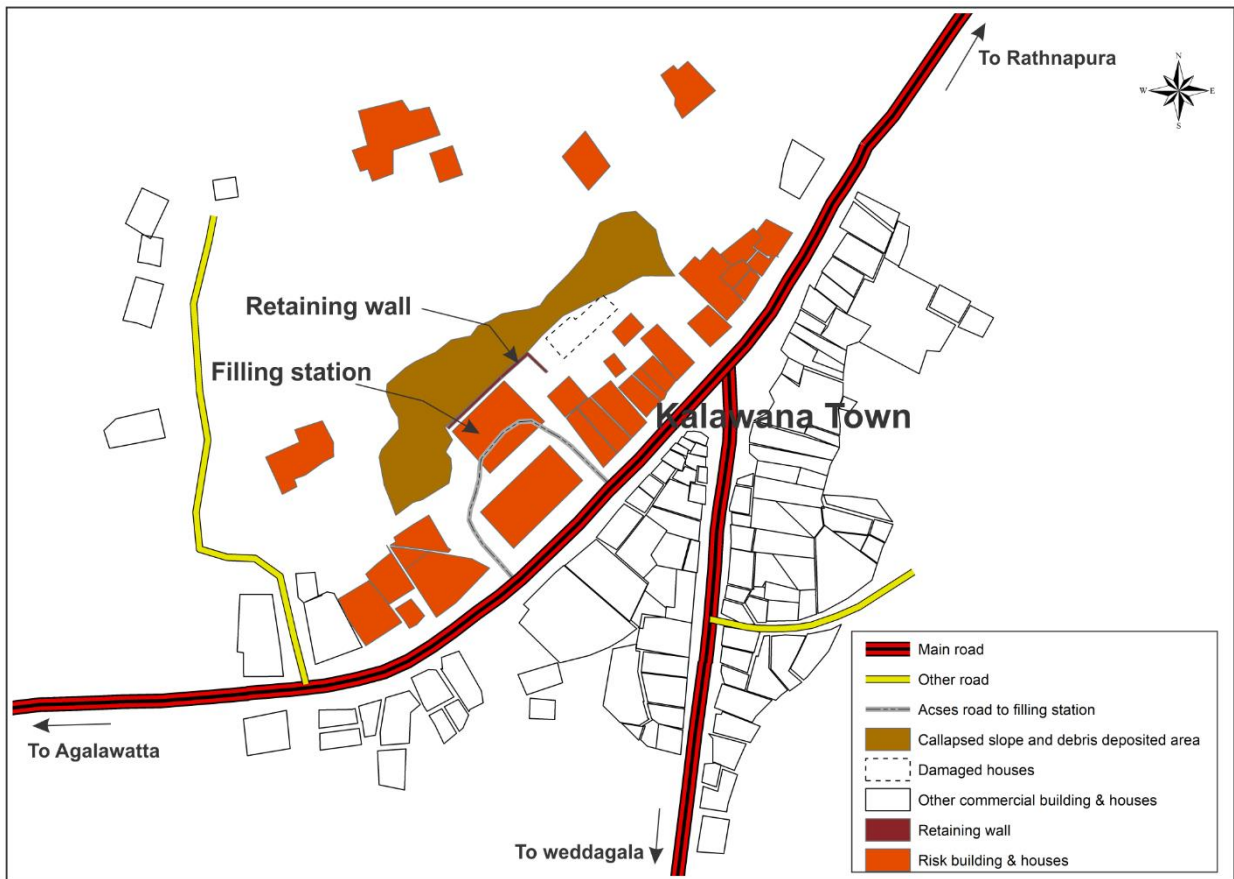 To Rathnapura
N
W
E
S
Retaining wall
Filling station
Kalawana Town
To Agalawatta
To weddagala
Main road
Other road
Acses road to filling station
Callapsed slope and debris deposited area
Damaged houses
Other commercial building & houses
Retaining wall
Risk building & houses